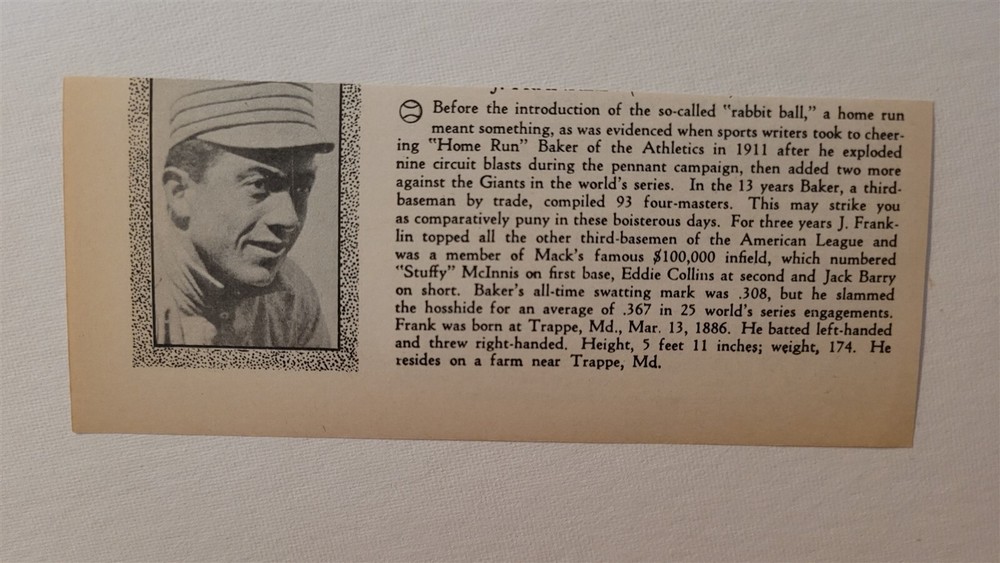 Before the introduction of the so-called "rabbit ball," a home run
meant something, as was evidenced when sports writers took to cheer-
ing "Home Run" Baker of the Athletics in 1911 after he exploded
nine circuit blasts during the pennant campaign, then added two more
against the Giants in the world's series. In the 13 years Baker, a third-
baseman by trade, compiled 93 four-masters. This may strike you
as comparatively puny in these boisterous days. For three years J. Frank-
lin topped all the other third-basemen of the American League and
was a member of Mack's famous $100,000 infield, which numbered
"Stuffy" McInnis on first base, Eddie Collins at second and Jack Barry
on short. Baker's all-time swatting mark was .308, but he slammed
the hosshide for an average of .367 in 25 world's series engagements.
Frank was born at Trappe, Md., Mar. 13, 1886. He batted left-handed
and threw right-handed. Height, 5 feet 11 inches; weight, 174. He
resides on a farm near Trappe, Md.